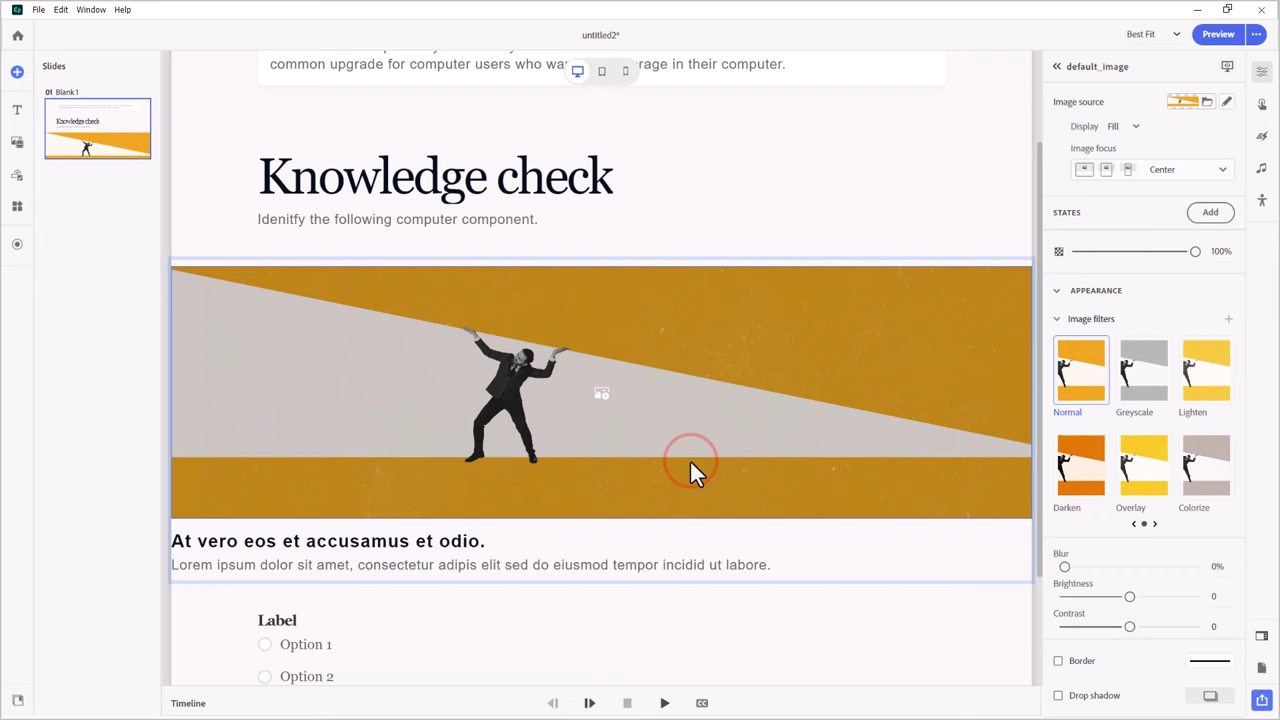 Cp File Edit Window Help
untitled2*
Best Fit
Preview
Slides
01 Blank 1
Knowledge check
common upgrade for computer users who wa
rage in their computer.
Knowledge check
Idenitfy the following computer component.
At vero eos et accusamus et odio.
Lorem ipsum dolor sit amet, consectetur adipis elit sed do eiusmod tempor incidid ut labore.
Label
Option 1
Option 2
Timeline
default_image
Image source
Display Fill
Image focus
Center
STATES
Add
100%
APPEARANCE
Image filters
Normal Greyscale Lighten
Darken Overlay Colorize
Blur
0%
Brightness
0
Contrast
0
Border
Drop shadow
CC